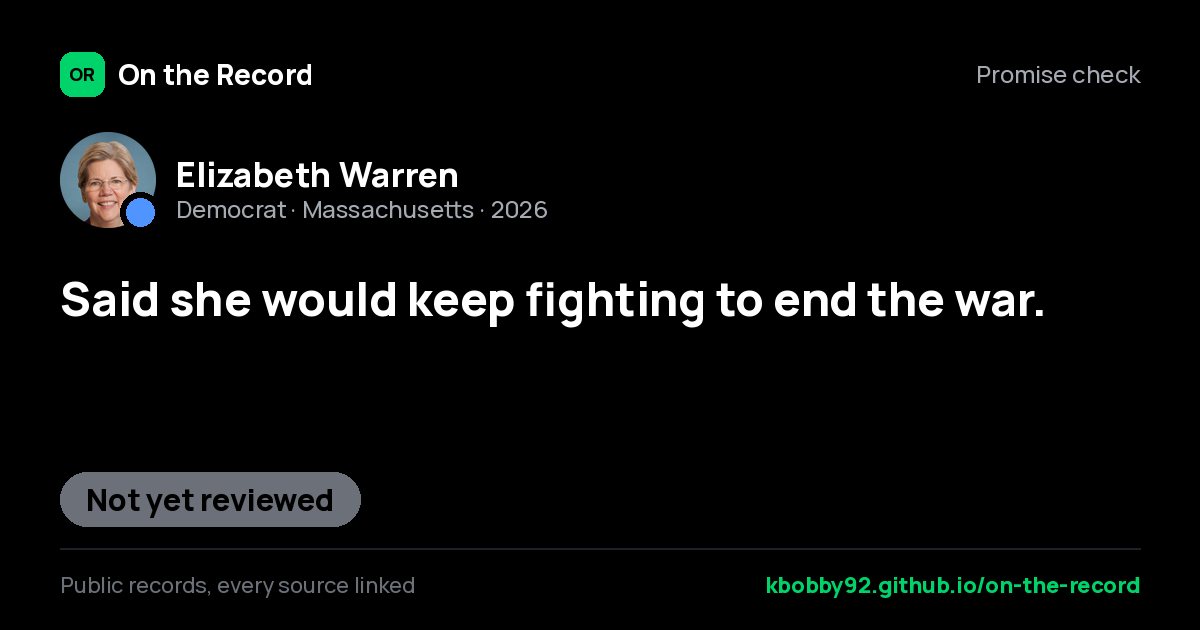 OR On the Record
Promise check
Elizabeth Warren
Democrat · Massachusetts · 2026
Said she would keep fighting to end the war.
Not yet reviewed
Public records, every source linked
kbobby92.github.io/on-the-record